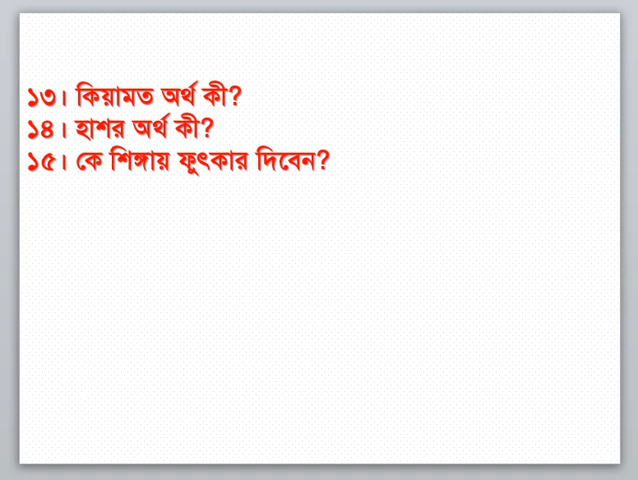 ১৩। কিয়ামত অর্থ কী?
১৪। হাশর অর্থ কী?
১৫। কে শিঙ্গায় ফুৎকার দিবেন?